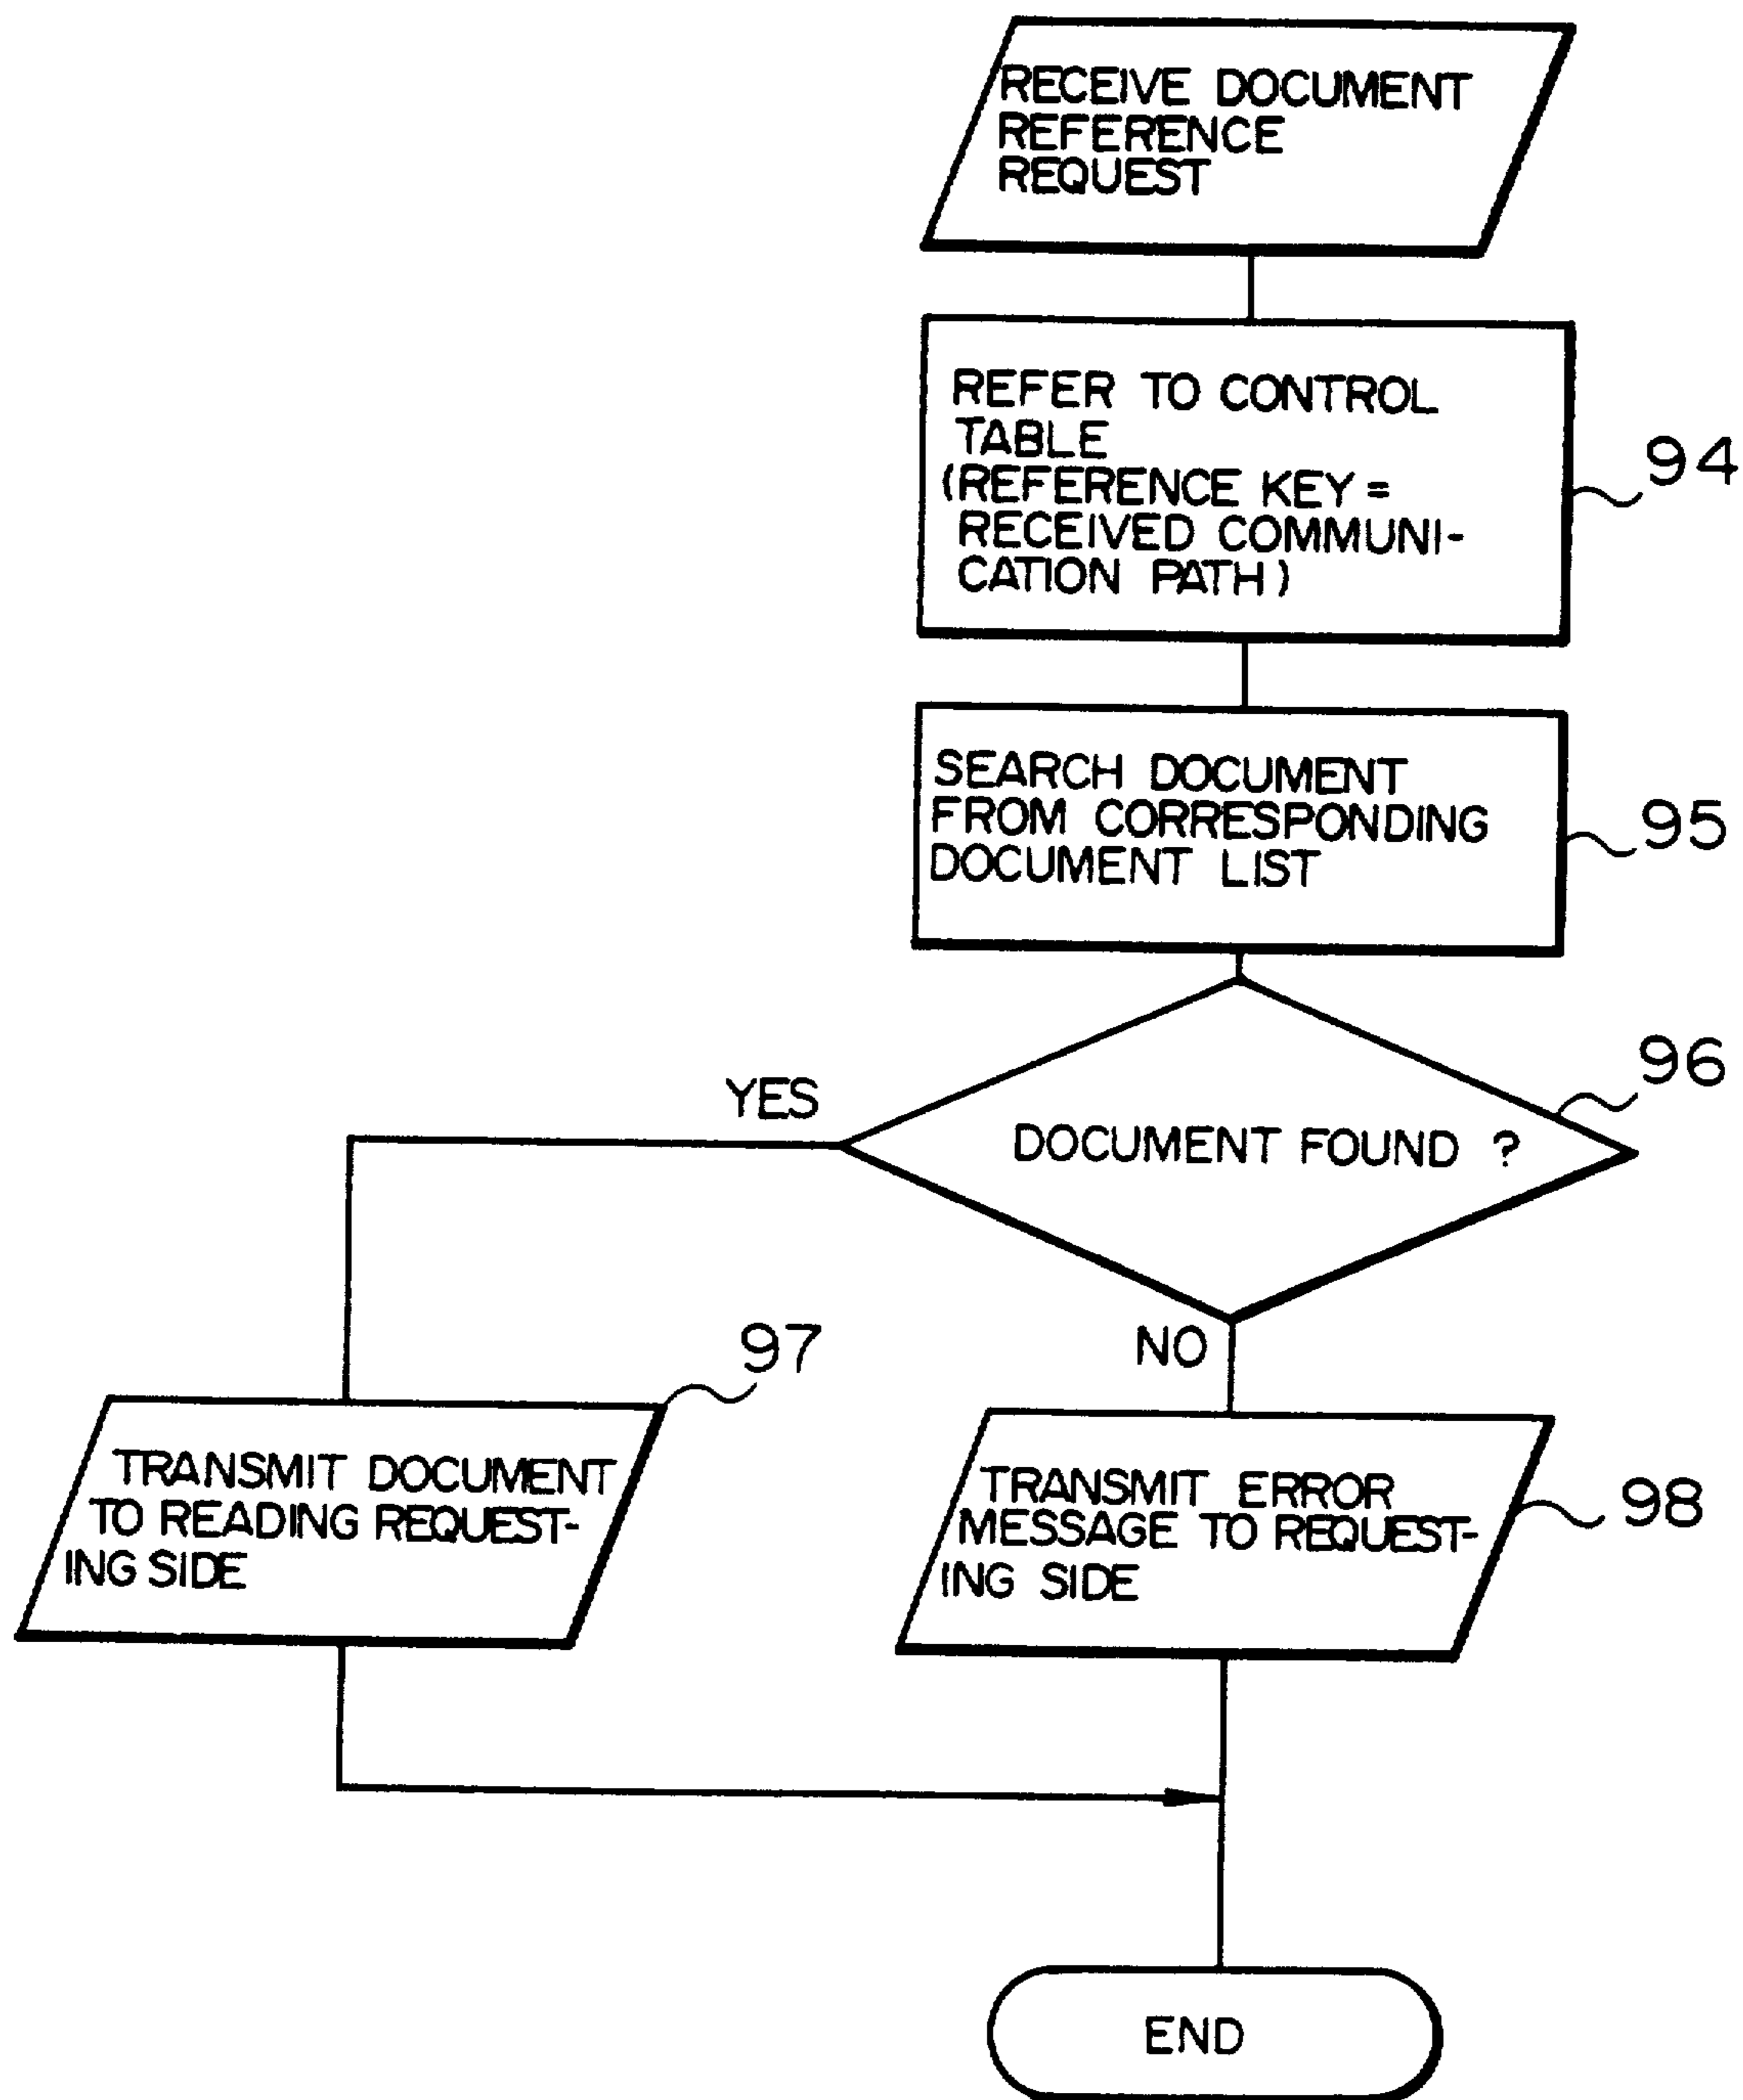 RECEIVE DOCUMENT
REFERENCE
REQUEST
REFER TO CONTROL
TABLE
(REFERENCE KEY =
RECEIVED COMMUNI-
CATION PATH)
94
SEARCH DOCUMENT
FROM CORRESPONDING
DOCUMENT LIST
95
96
YES
DOCUMENT FOUND ?
NO
97
TRANSMIT DOCUMENT
TO READING REQUEST-
ING SIDE
TRANSMIT ERROR
MESSAGE TO REQUEST-
ING SIDE
98
END